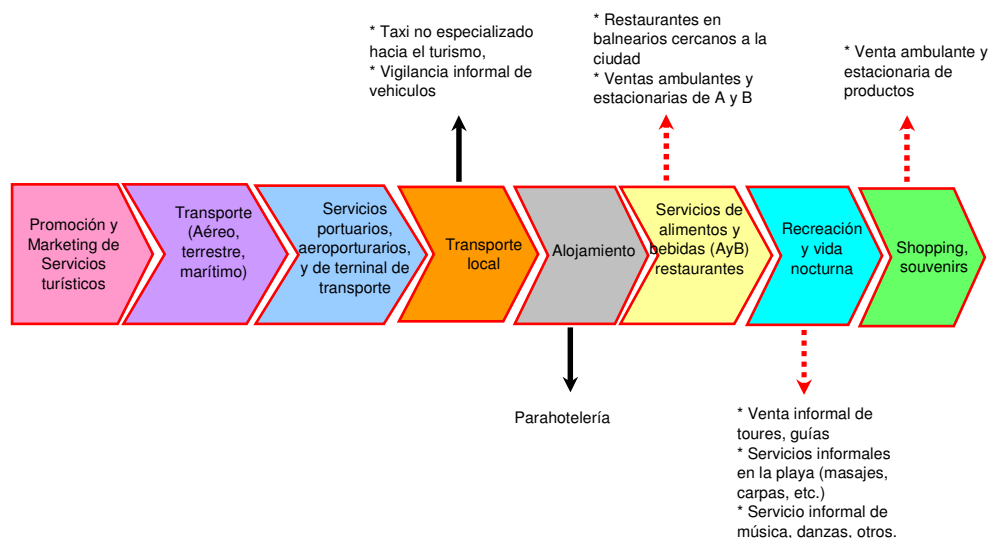 * Taxi no especializado
hacia el turismo,
* Vigilancia informal de
vehiculos
* Restaurantes en
balnearios cercanos a la
ciudad
* Ventas ambulantes y
estacionarias de A y B
* Venta ambulante y
estacionaria de
productos
Promoción y
Marketing de
Servicios
turísticos
Transporte
(Aéreo,
terrestre,
marítimo)
Servicios
portuarios,
aeroporturarios,
y de terninal de
transporte
Transporte
local
Alojamiento
Servicios de
alimentos y
bebidas (AyB)
restaurantes
Recreación
y vida
nocturna
Shopping,
souvenirs
Parahotelería
* Venta informal de
toures, guías
* Servicios informales
en la playa (masajes,
carpas, etc.)
* Servicio informal de
música, danzas, otros.